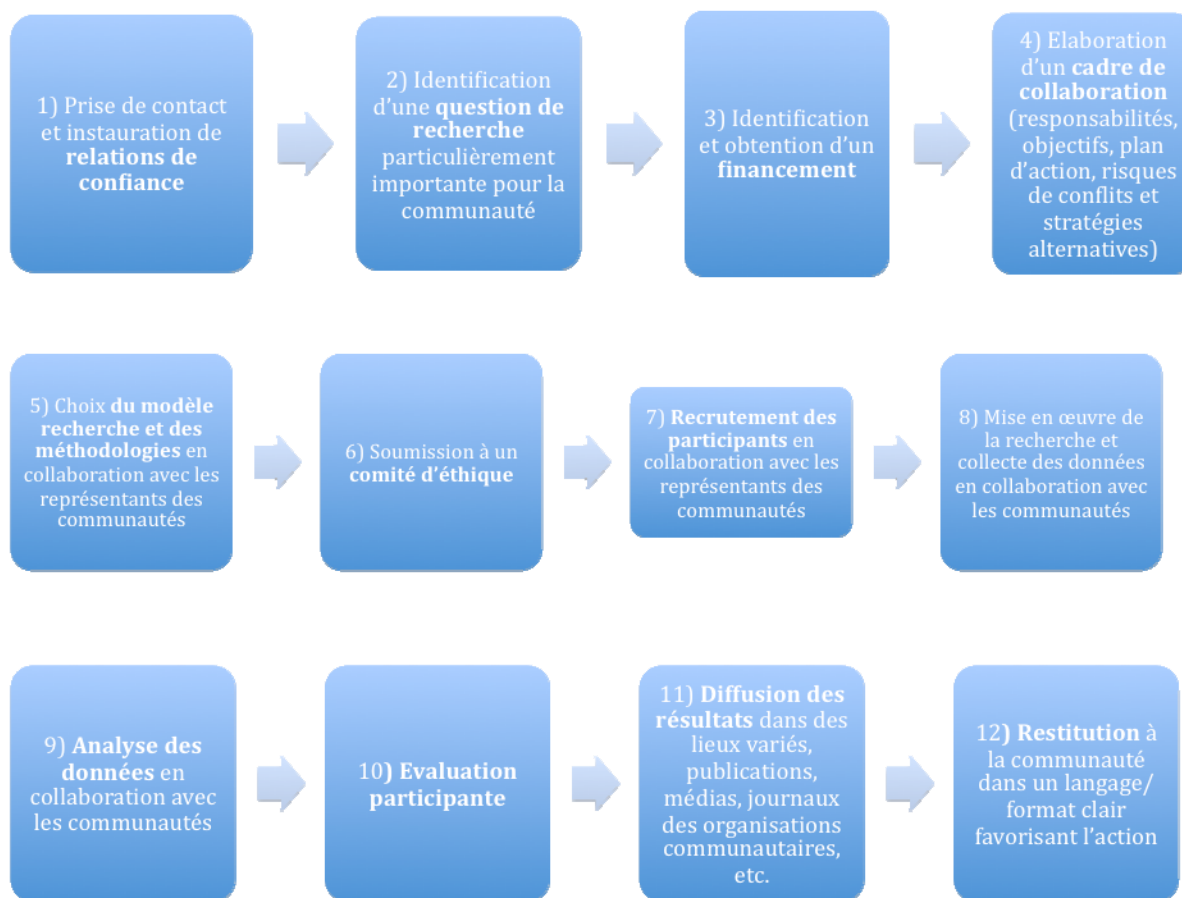 1) Prise de contact
et instauration de
relations de
confiance
2) Identification
d'une question de
recherche
particulièrement
importante pour la
communauté
3) Identification
et obtention d'un
financement
4) Elaboration
d'un cadre de
collaboration
(responsabilités,
objectifs, plan
d'action, risques
de conflits et
stratégies
alternatives)
5) Choix du modèle
recherche et des
méthodologies en
collaboration avec les
représentants des
communautés
6) Soumission à un
comité d'éthique
7) Recrutement des
participants en
collaboration avec les
représentants des
communautés
8) Mise en œuvre de
la recherche et
collecte des données
en collaboration avec
les communautés
9) Analyse des
données en
collaboration avec
les communautés
10) Evaluation
participante
11) Diffusion des
résultats dans des
lieux variés,
publications,
médias, journaux
des organisations
communautaires,
etc.
12) Restitution à
la communauté
dans un langage/
format clair
favorisant l'action